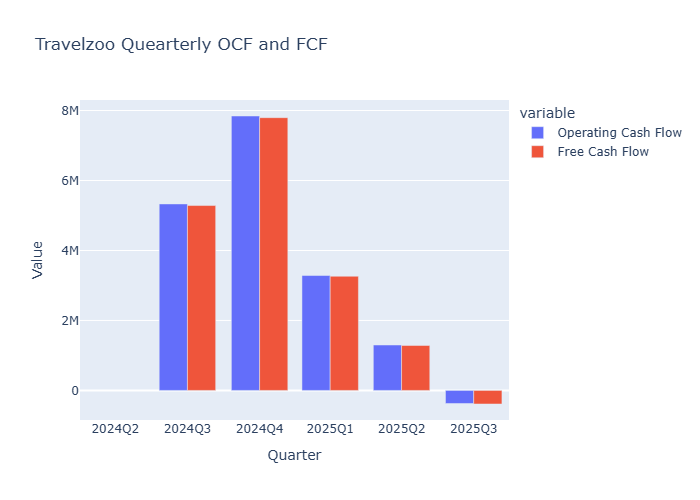 Travelzoo Quearterly OCF and FCF
variable
Operating Cash Flow
Free Cash Flow
8M
6M
4M
2M
0
Value
2024Q2 2024Q3 2024Q4 2025Q1 2025Q2 2025Q3
Quarter